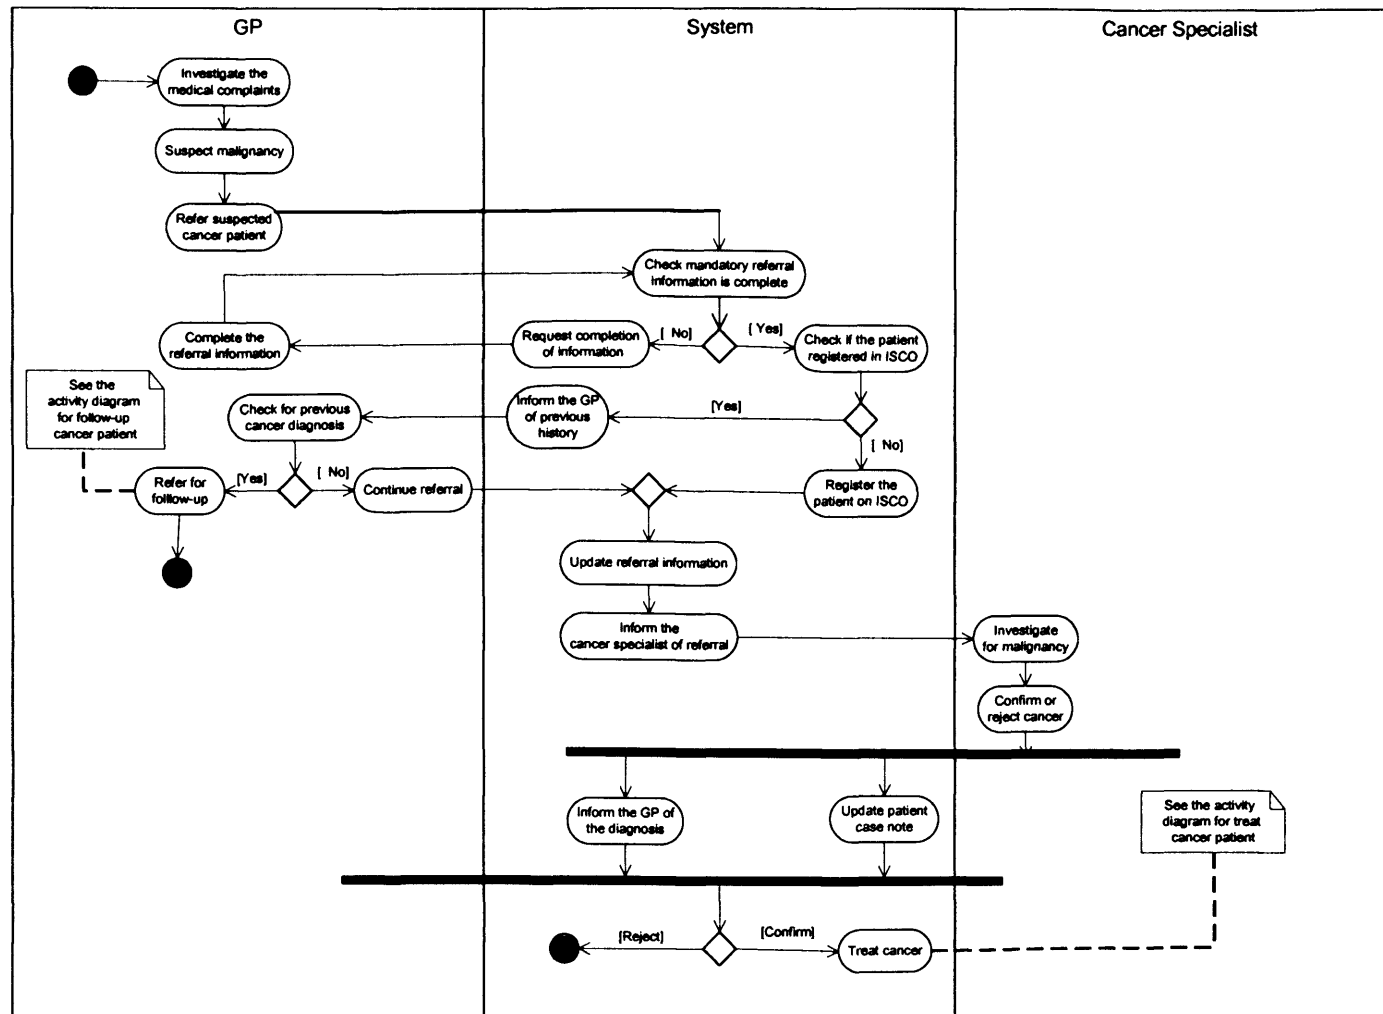 GP
System
Cancer Specialist
Investigate the
medical complaints
Suspect malignancy
Refer suspected
cancer patient
Check mandatory referral
information is complete
Complete the
referral information
Request completion
of information
[ No]
[ Yes]
Check if the patient
registered in ISCO
See the
activity diagram
for follow-up
cancer patient
Check for previous
cancer diagnosis
Inform the GP
of previous
history
[Yes]
[ No]
Refer for
folllow-up
[Yes]
[ No]
Continue referral
Register the
patient on ISCO
Update referral information
Inform the
cancer specialist of referral
Investigate
for malignancy
Confirm or
reject cancer
Inform the GP of
the diagnosis
Update patient
case note
See the activity
diagram for treat
cancer patient
[Reject]
[Confirm]
Treat cancer